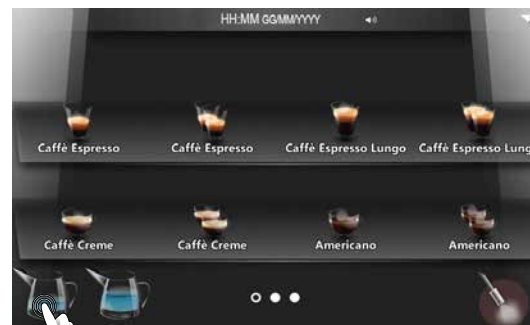 HH:MM GG/MM/YYYY
Caffè Espresso Caffè Espresso Caffè Espresso Lungo Caffè Espresso Lung
Caffè Creme Caffè Creme Americano Americano